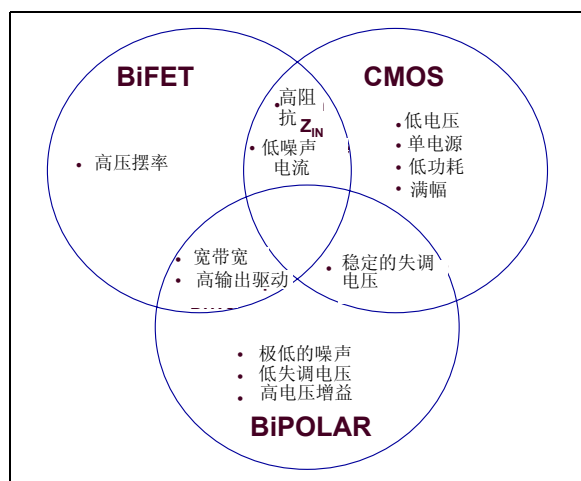 BiFET
CMOS
• 高阻
抗 Z_IN
• 低噪声
电流
• 低电压
• 单电源
• 低功耗
• 满幅
• 高压摆率
• 宽带宽
• 高输出驱动
• 稳定的失调
电压
• 极低的噪声
• 低失调电压
• 高电压增益
BiPOLAR